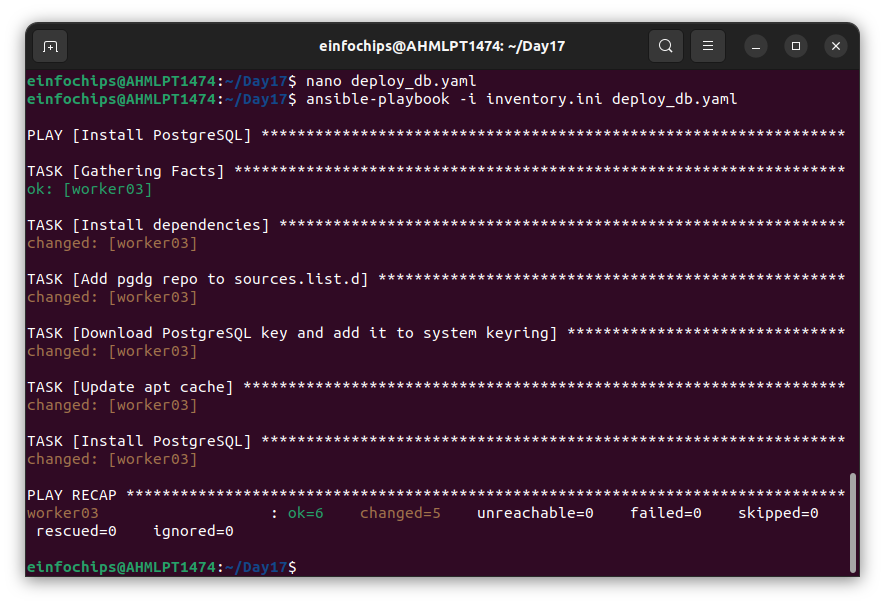 einfochips@AHMLPT1474: ~/Day17
einfochips@AHMLPT1474:~/Day17$ nano deploy_db.yaml
einfochips@AHMLPT1474:~/Day17$ ansible-playbook -i inventory.ini deploy_db.yaml
PLAY [Install PostgreSQL] *****************************************************************
TASK [Gathering Facts] ********************************************************************
ok: [worker03]
TASK [Install dependencies] ***************************************************************
changed: [worker03]
TASK [Add pgdg repo to sources.list.d] ****************************************************
changed: [worker03]
TASK [Download PostgreSQL key and add it to system keyring] *******************************
changed: [worker03]
TASK [Update apt cache] *******************************************************************
changed: [worker03]
TASK [Install PostgreSQL] *****************************************************************
changed: [worker03]
PLAY RECAP ********************************************************************************
worker03                   : ok=6    changed=5    unreachable=0    failed=0    skipped=0
 rescued=0    ignored=0
einfochips@AHMLPT1474:~/Day17$